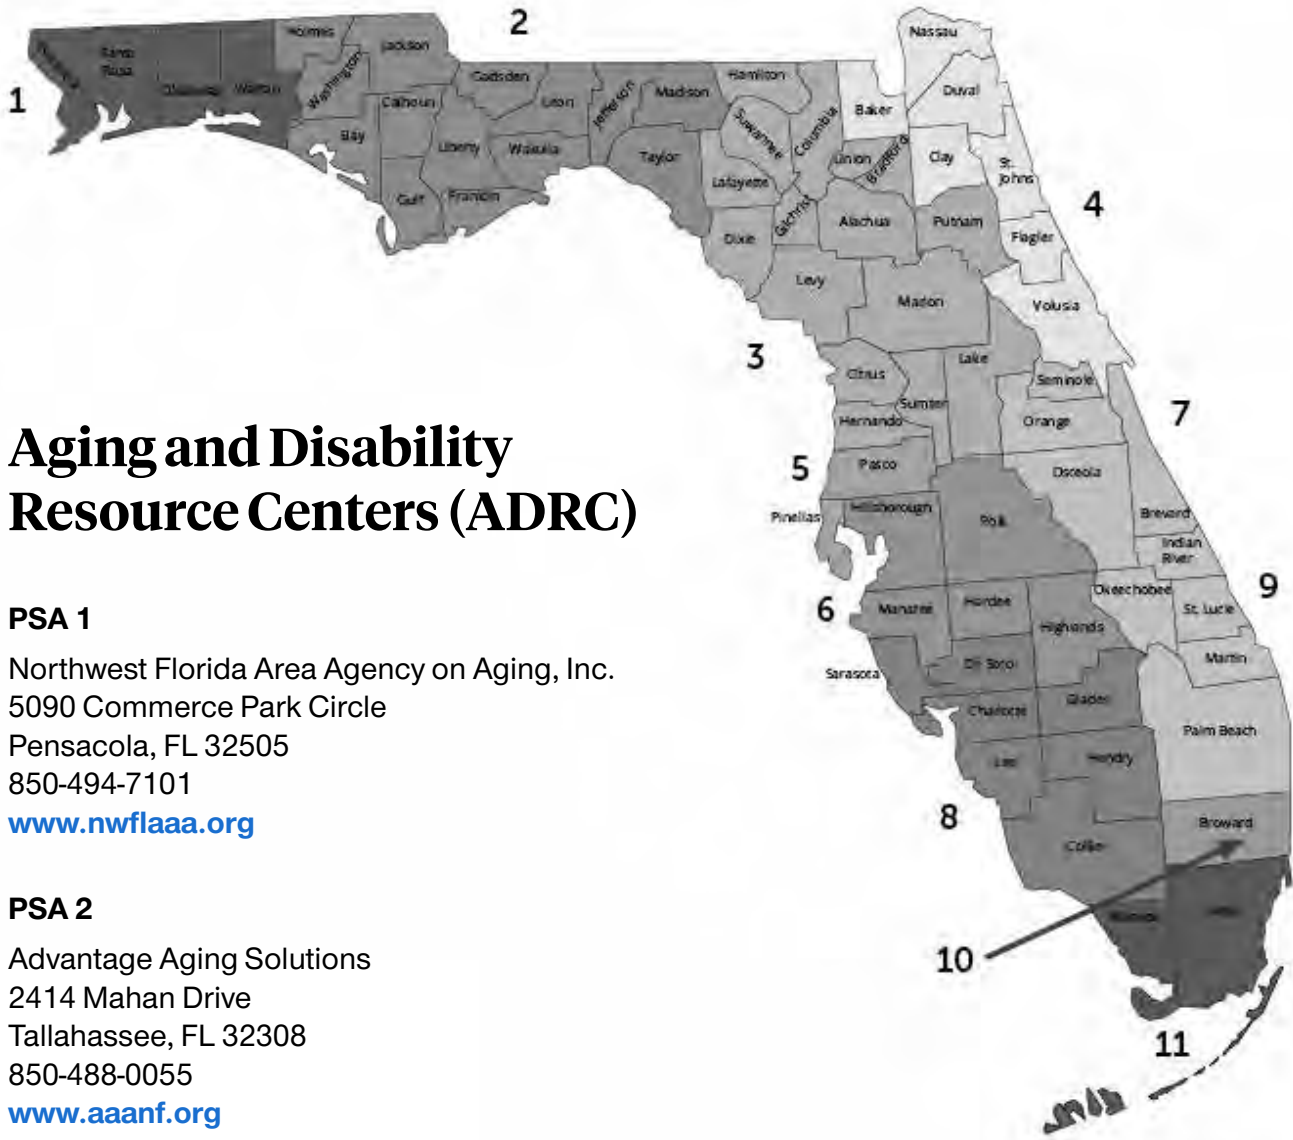 2
1
Holmes
Jackson
Washington
Santa
Rosa
Walton
Gadsden
Leon
Jefferson
Madison
Hamilton
Calhoun
Bay
Liberty
Wakulla
Taylor
Suwannee
Columbia
Lafayette
Gulf
Franklin
Dixie
Gilchrist
Nassau
Duval
Baker
Union
Bradford
Clay
St.
Johns
4
Alachua
Putnam
Flagler
Levy
Marion
Volusia
3
Citrus
Lake
Seminole
Sumter
Hernando
Orange
7
5
Pasco
Osceola
Pinellas
Hillsborough
Polk
Brevard
Indian
River
9
6
Manatee
Hardee
Okeechobee
St. Lucie
Highlands
Sarasota
De Soto
Martin
Charlotte
Glades
Palm Beach
Lee
Hendry
8
Broward
Collier
10
11
Aging and Disability
Resource Centers (ADRC)
PSA 1
Northwest Florida Area Agency on Aging, Inc.
5090 Commerce Park Circle
Pensacola, FL 32505
850-494-7101
www.nwflaaa.org
PSA 2
Advantage Aging Solutions
2414 Mahan Drive
Tallahassee, FL 32308
850-488-0055
www.aaanf.org